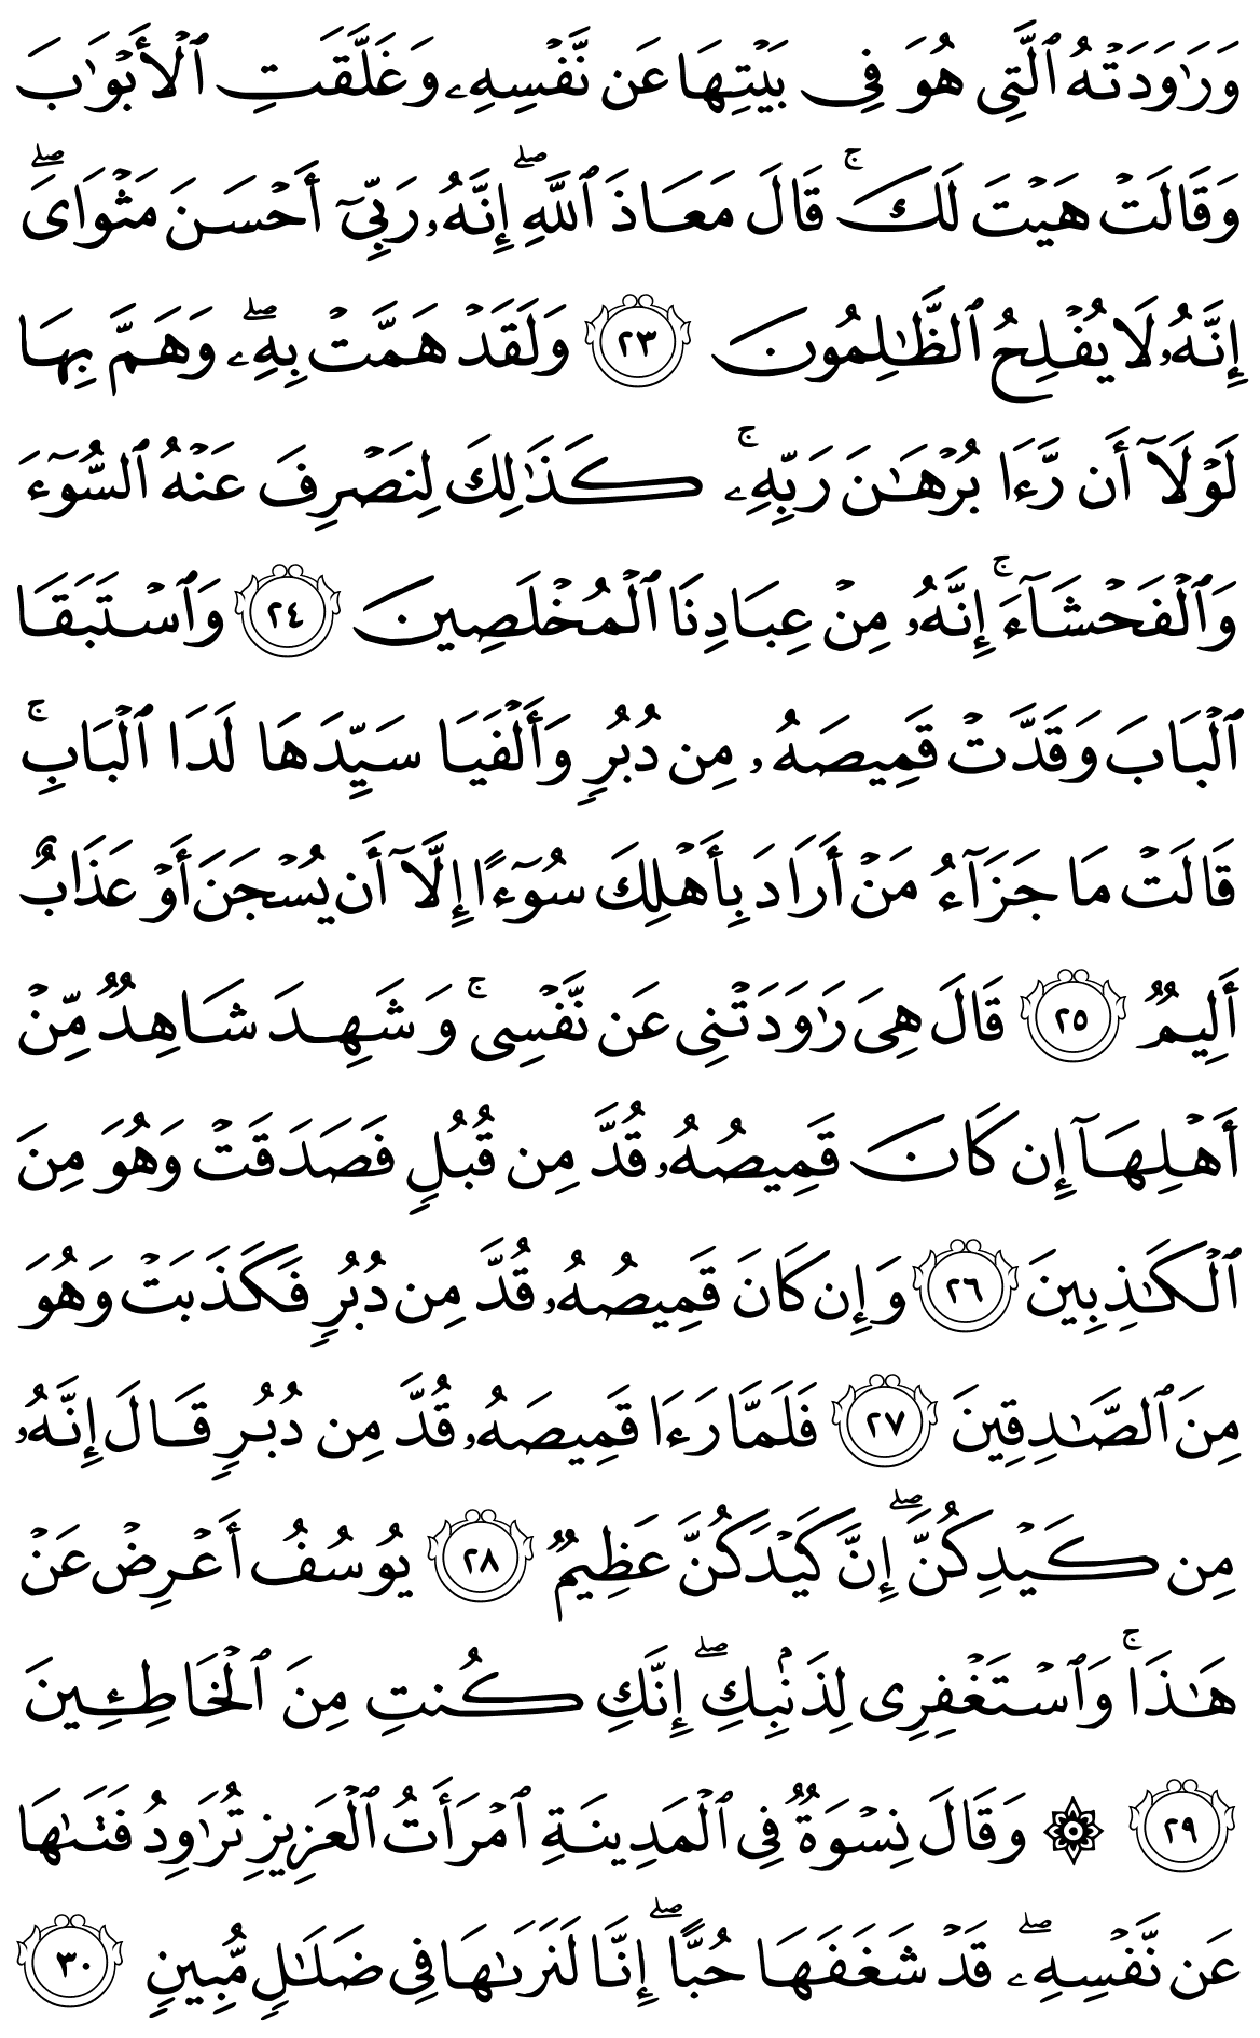 وَرَٰوَدَتْهُ ٱلَّتِى هُوَ فِى بَيْتِهَا عَن نَّفْسِهِۦ وَغَلَّقَتِ ٱلْأَبْوَٰبَ
وَقَالَتْ هَيْتَ لَكَ ۚ قَالَ مَعَاذَ ٱللَّهِ ۖ إِنَّهُۥ رَبِّىٓ أَحْسَنَ مَثْوَاىَ ۖ
إِنَّهُۥ لَا يُفْلِحُ ٱلظَّٰلِمُونَ ٢٣ وَلَقَدْ هَمَّتْ بِهِۦ ۖ وَهَمَّ بِهَا
لَوْلَآ أَن رَّءَا بُرْهَٰنَ رَبِّهِۦ ۚ كَذَٰلِكَ لِنَصْرِفَ عَنْهُ ٱلسُّوٓءَ
وَٱلْفَحْشَآءَ ۚ إِنَّهُۥ مِنْ عِبَادِنَا ٱلْمُخْلَصِينَ ٢٤ وَٱسْتَبَقَا
ٱلْبَابَ وَقَدَّتْ قَمِيصَهُۥ مِن دُبُرٍ وَأَلْفَيَا سَيِّدَهَا لَدَا ٱلْبَابِ ۚ
قَالَتْ مَا جَزَآءُ مَنْ أَرَادَ بِأَهْلِكَ سُوٓءًا إِلَّآ أَن يُسْجَنَ أَوْ عَذَابٌ
أَلِيمٌ ٢٥ قَالَ هِىَ رَٰوَدَتْنِى عَن نَّفْسِى ۚ وَشَهِدَ شَاهِدٌ مِّنْ
أَهْلِهَآ إِن كَانَ قَمِيصُهُۥ قُدَّ مِن قُبُلٍ فَصَدَقَتْ وَهُوَ مِنَ
ٱلْكَٰذِبِينَ ٢٦ وَإِن كَانَ قَمِيصُهُۥ قُدَّ مِن دُبُرٍ فَكَذَبَتْ وَهُوَ
مِنَ ٱلصَّٰدِقِينَ ٢٧ فَلَمَّا رَءَا قَمِيصَهُۥ قُدَّ مِن دُبُرٍ قَالَ إِنَّهُۥ
مِن كَيْدِكُنَّ ۖ إِنَّ كَيْدَكُنَّ عَظِيمٌ ٢٨ يُوسُفُ أَعْرِضْ عَنْ
هَٰذَا ۚ وَٱسْتَغْفِرِى لِذَنۢبِكِ ۖ إِنَّكِ كُنتِ مِنَ ٱلْخَاطِـِٔينَ
٢٩ ۞ وَقَالَ نِسْوَةٌ فِى ٱلْمَدِينَةِ ٱمْرَأَتُ ٱلْعَزِيزِ تُرَٰوِدُ فَتَىٰهَا
عَن نَّفْسِهِۦ ۖ قَدْ شَغَفَهَا حُبًّا ۖ إِنَّا لَنَرَىٰهَا فِى ضَلَٰلٍ مُّبِينٍ ٣٠